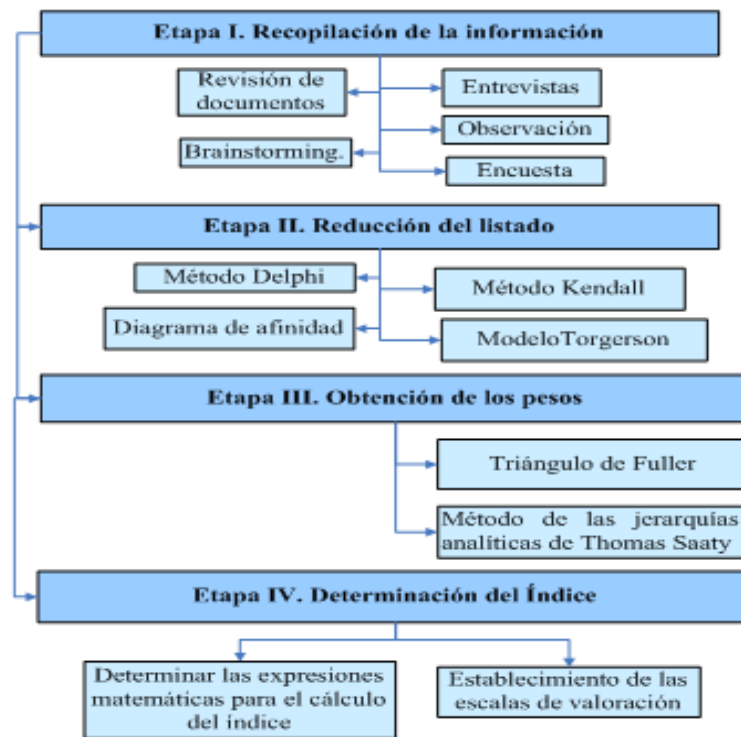 Etapa I. Recopilación de la información
Revisión de
documentos
Entrevistas
Observación
Brainstorming.
Encuesta
Etapa II. Reducción del listado
Método Delphi
Método Kendall
Diagrama de afinidad
ModeloTorgerson
Etapa III. Obtención de los pesos
Triángulo de Fuller
Método de las jerarquías
analíticas de Thomas Saaty
Etapa IV. Determinación del Índice
Determinar las expresiones
matemáticas para el cálculo
del índice
Establecimiento de las
escalas de valoración